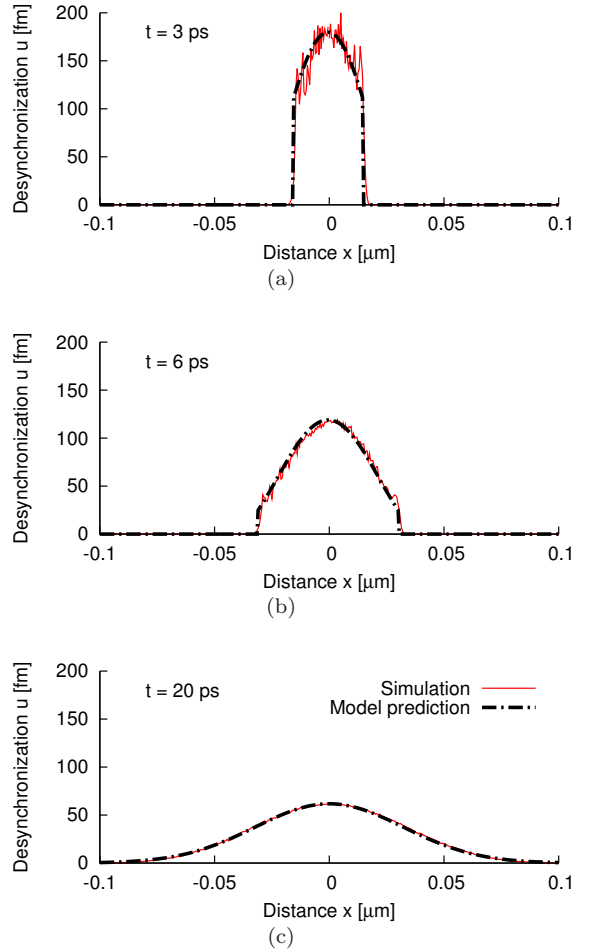 200
150
100
50
0
Desynchronization u [fm]
t = 3 ps
-0.1 -0.05 0 0.05 0.1
Distance x [μm]
(a)
200
150
100
50
0
Desynchronization u [fm]
t = 6 ps
-0.1 -0.05 0 0.05 0.1
Distance x [μm]
(b)
200
150
100
50
0
Desynchronization u [fm]
t = 20 ps
Simulation
Model prediction
-0.1 -0.05 0 0.05 0.1
Distance x [μm]
(c)